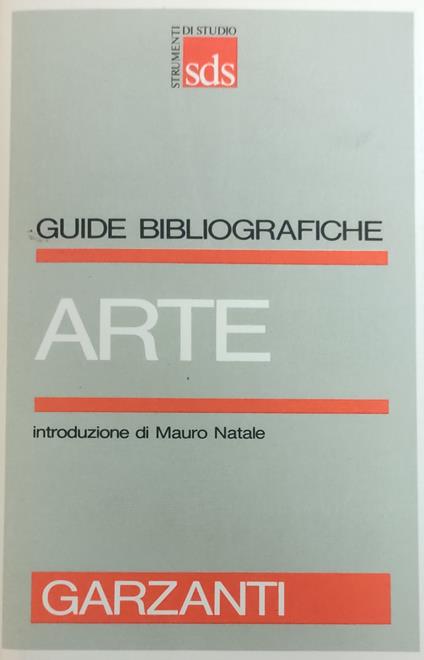 STRUMENTI
DI STUDIO
sds
GUIDE BIBLIOGRAFICHE
ARTE
introduzione di Mauro Natale
GARZANTI